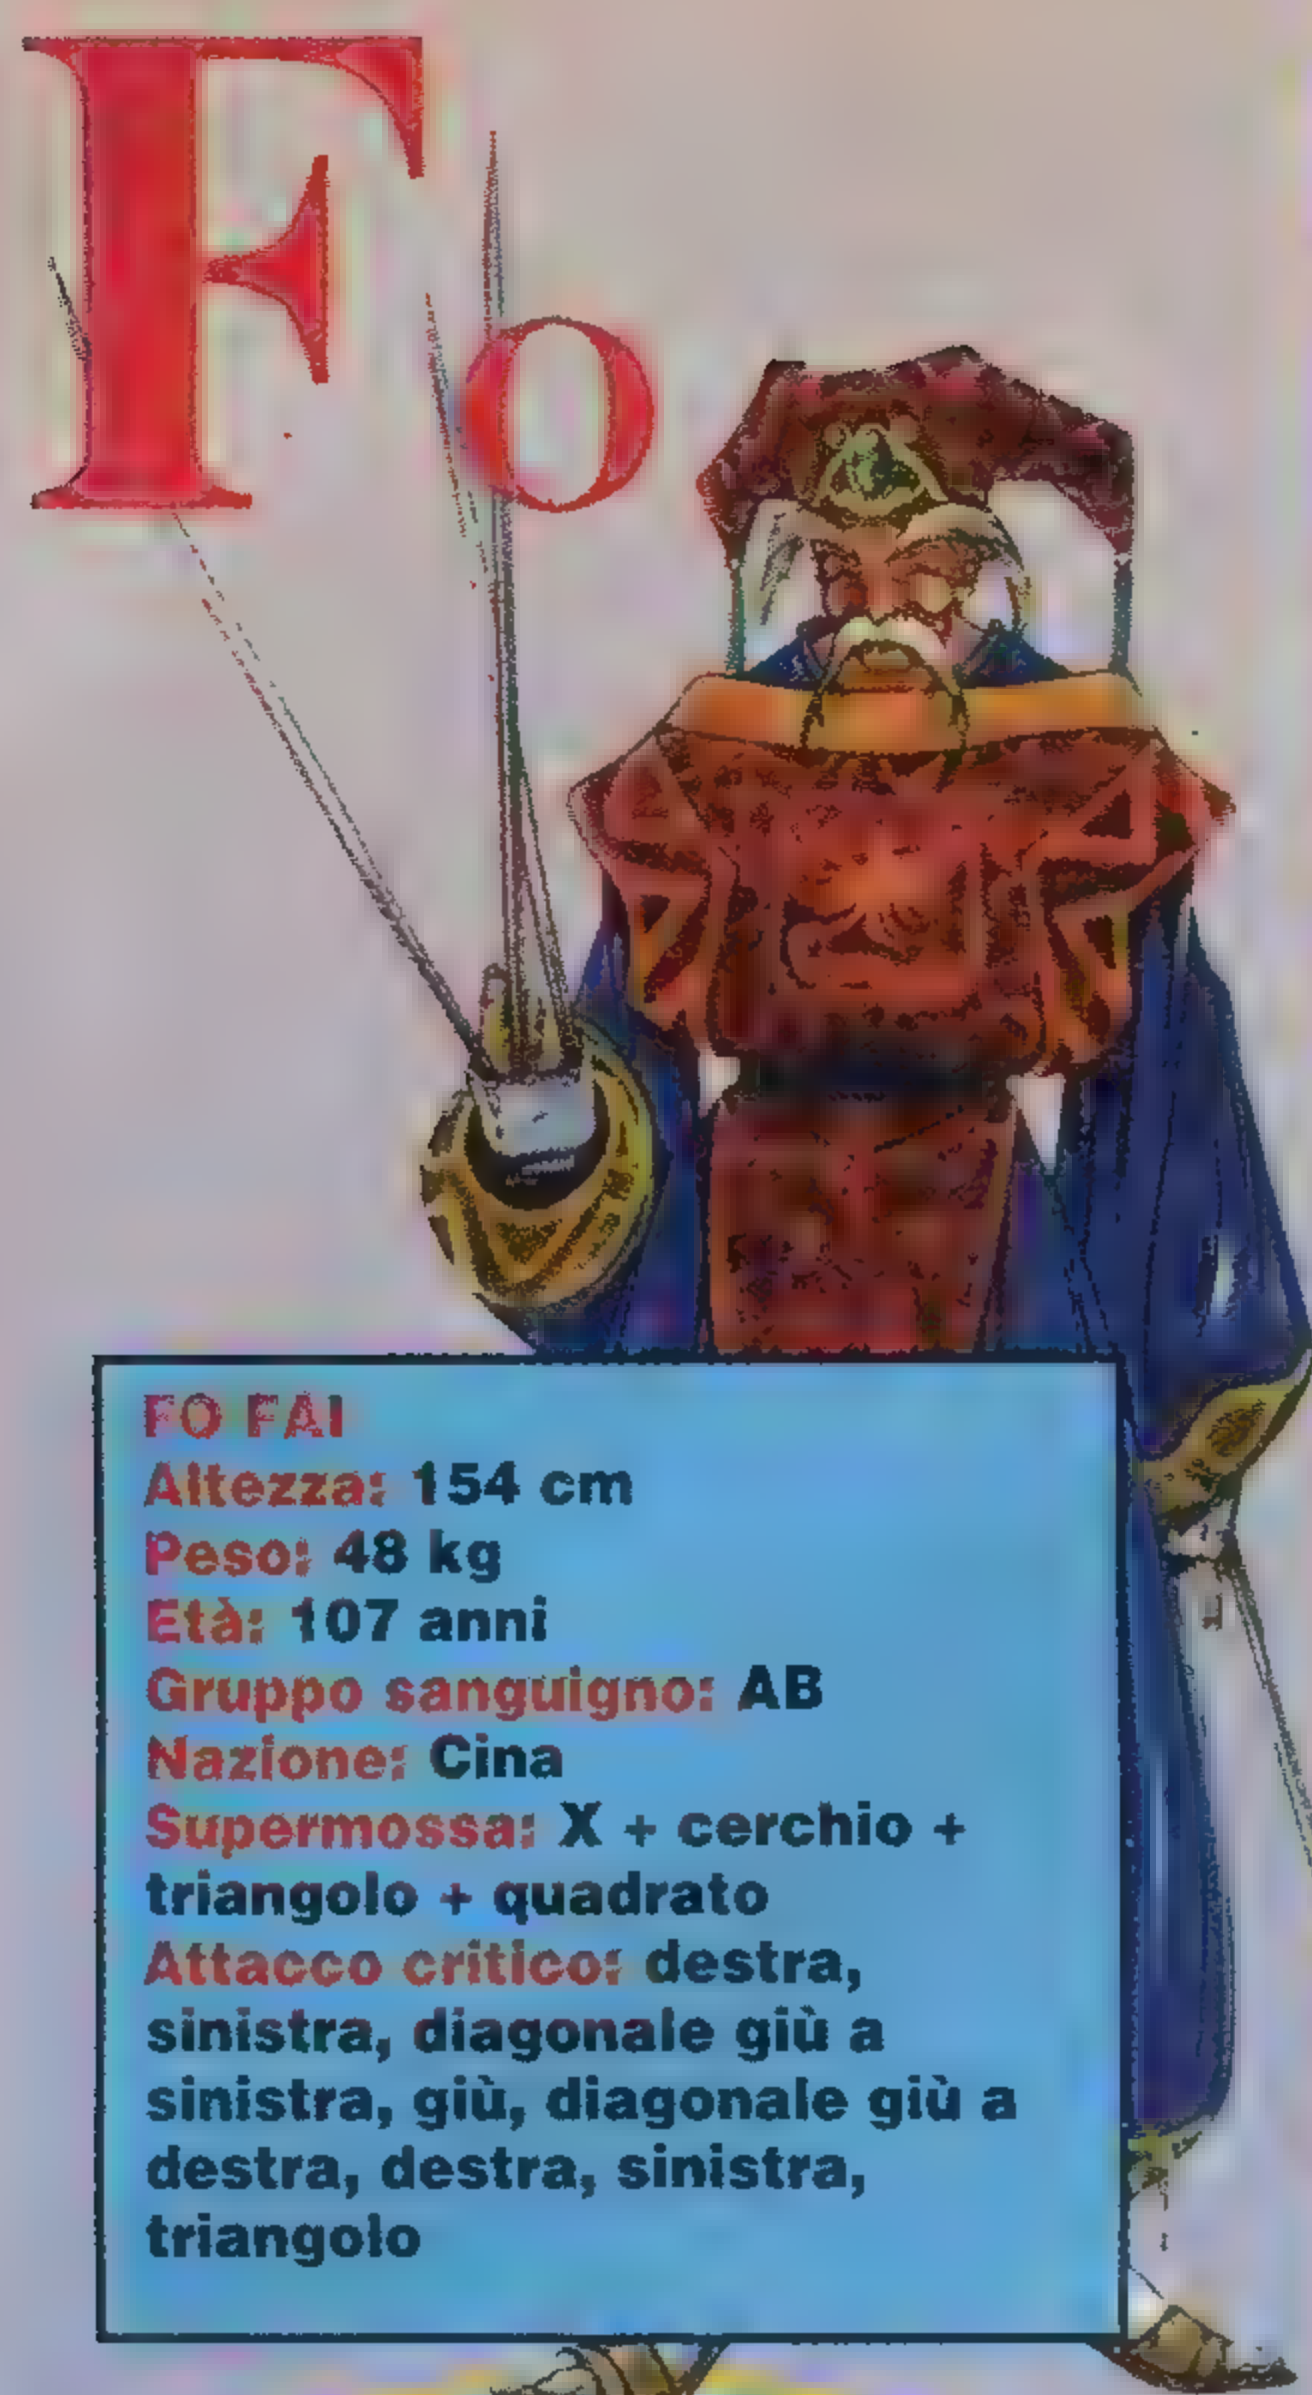 Fo
FO FAI
Altezza: 154 cm
Peso: 48 kg
Età: 107 anni
Gruppo sanguigno: AB
Nazione: Cina
Supermossa: X + cerchio +
triangolo + quadrato
Attacco critico: destra,
sinistra, diagonale giù a
sinistra, giù, diagonale giù a
destra, destra, sinistra,
triangolo